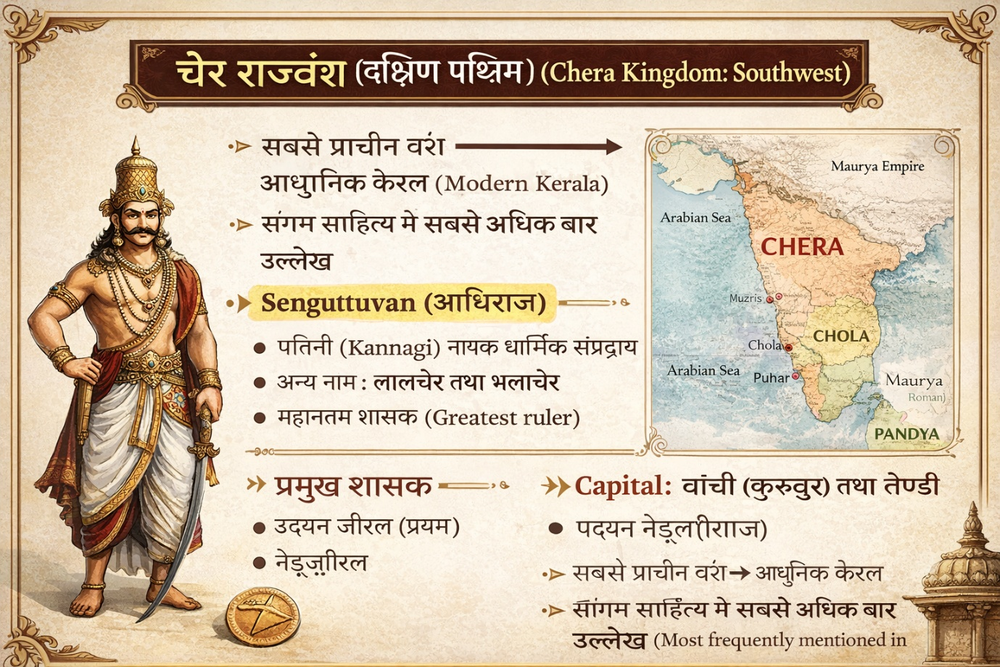 चेर राज्वंश (दक्षिण पश्चिम) (Chera Kingdom: Southwest)
सबसे प्राचीन वंश
आधुानिक केरल (Modern Kerala)
संगम साहित्य मे सबसे अधिक बार
उल्लेख
Senguttuvan (आधिराज)
पतिनी (Kannagi) नायक धार्मिक संप्रद्राय
अन्य नाम : लालचेर तथा भलाचेर
महानतम शासक (Greatest ruler)
Maurya Empire
Arabian Sea
CHERA
Muzris
CHOLA
Chola
Arabian Sea
Puhar
Maurya
Roman)
PANDYA
प्रमुख शासक
उदयन जीरल (प्रयम)
Capital: वांची (कुरुवुर) तथा तेण्डी
पदयन
सबसे प्राचीन वंश → आधुनिक केरल
सांगम साहित्य मे सबसे अधिक बार
उल्लेख (Most frequently mentioned in